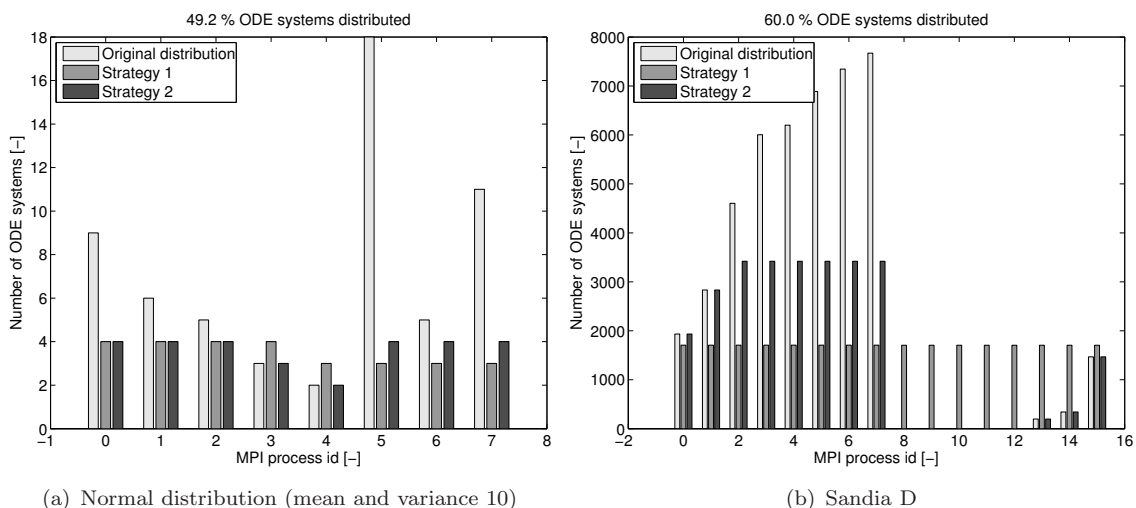 49.2 % ODE systems distributed
18
16
14
12
10
8
6
4
2
0
Number of ODE systems [−]
Original distribution
Strategy 1
Strategy 2
−1 0 1 2 3 4 5 6 7 8
MPI process id [−]
(a) Normal distribution (mean and variance 10)
60.0 % ODE systems distributed
8000
7000
6000
5000
4000
3000
2000
1000
0
Number of ODE systems [−]
Original distribution
Strategy 1
Strategy 2
−2 0 2 4 6 8 10 12 14 16
MPI process id [−]
(b) Sandia D